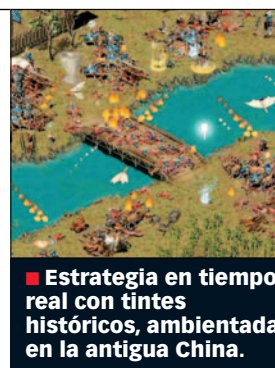 ■ Estrategia en tiempo
real con tintes
históricos, ambientada
en la antigua China.